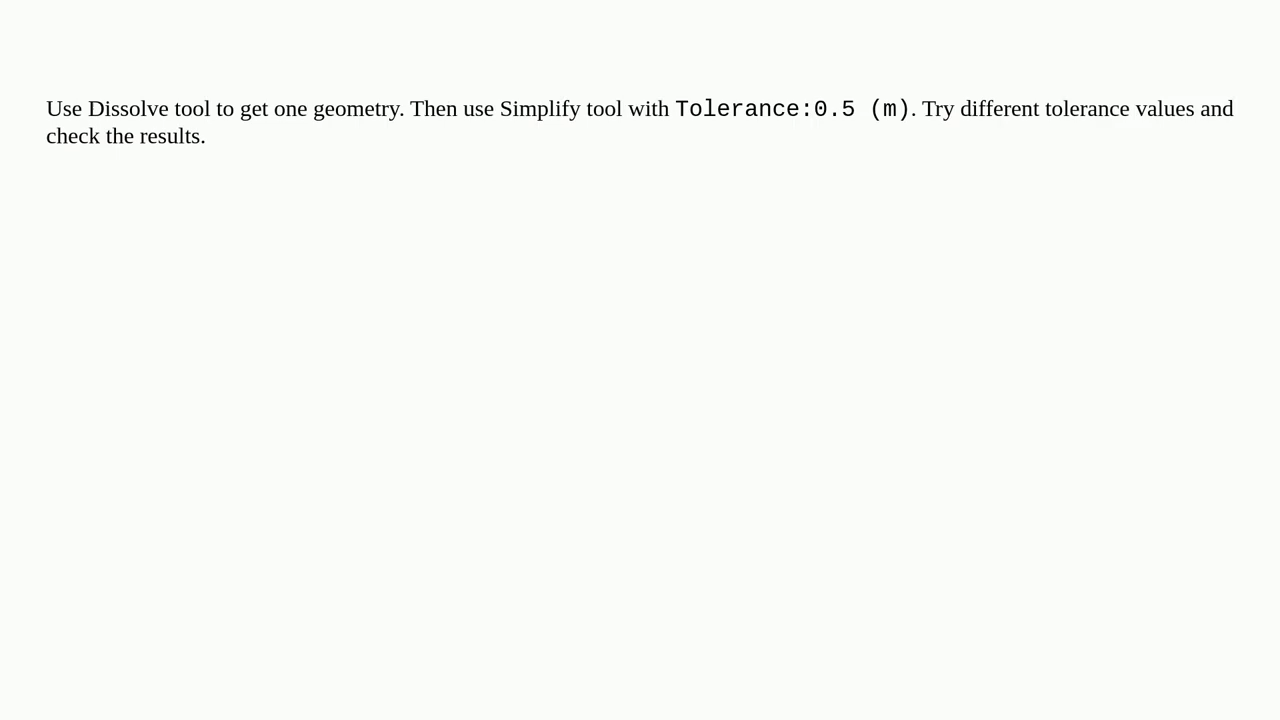 Use Dissolve tool to get one geometry. Then use Simplify tool with Tolerance:0.5 (m). Try different tolerance values and
check the results.